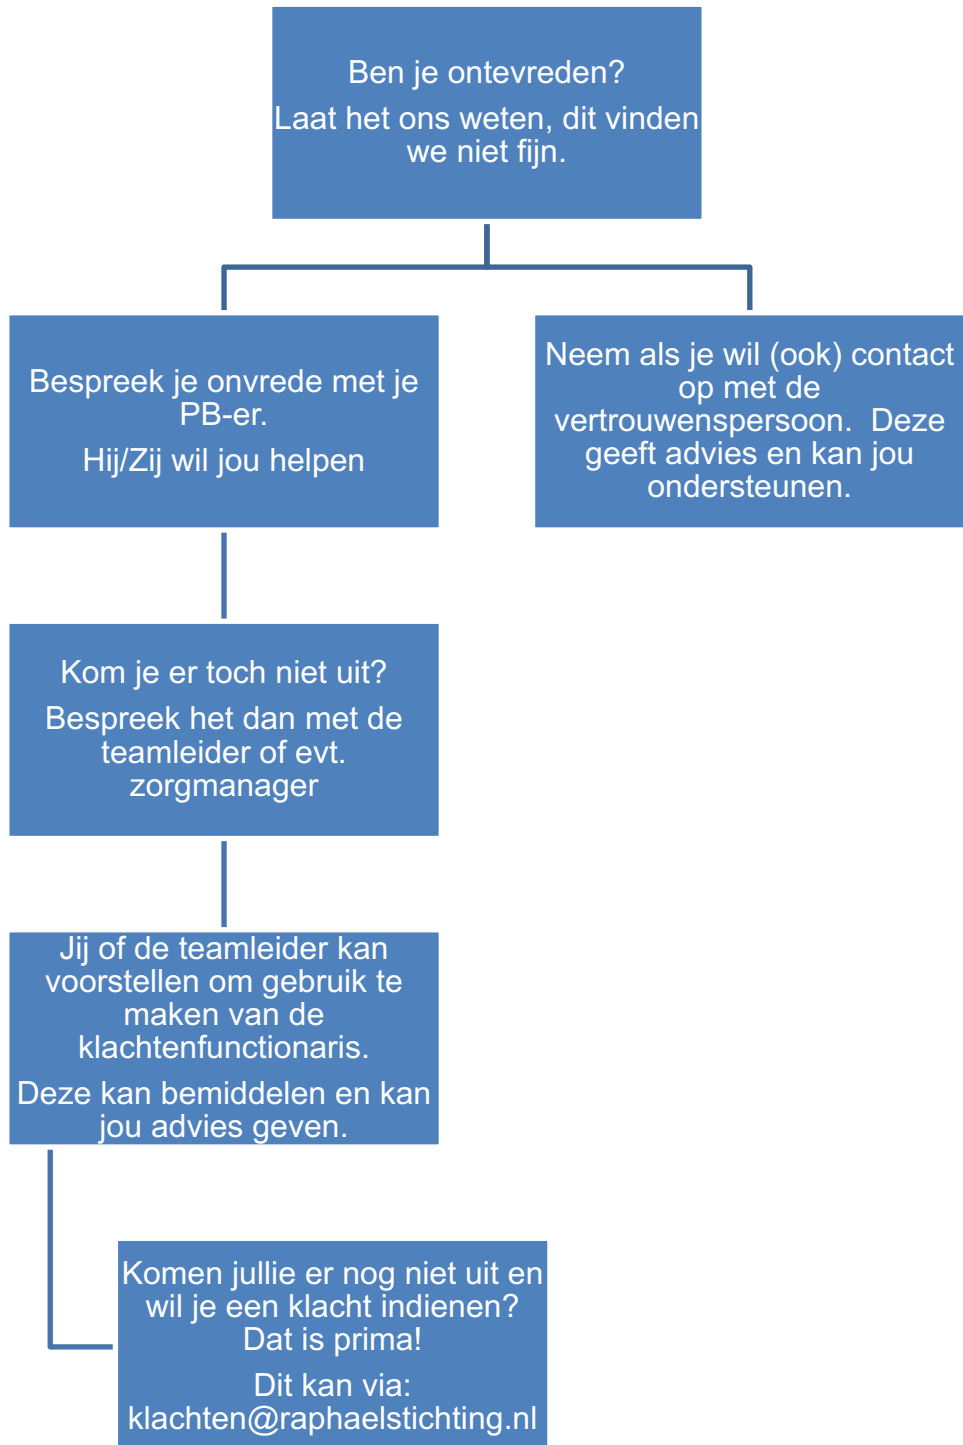 Ben je ontevreden?
Laat het ons weten, dit vinden
we niet fijn.
Bespreek je onvrede met je
PB-er.
Hij/Zij wil jou helpen
Neem als je wil (ook) contact
op met de
vertrouwenspersoon.  Deze
geeft advies en kan jou
ondersteunen.
Kom je er toch niet uit?
Bespreek het dan met de
teamleider of evt.
zorgmanager
Jij of de teamleider kan
voorstellen om gebruik te
maken van de
klachtenfunctionaris.
Deze kan bemiddelen en kan
jou advies geven.
Komen jullie er nog niet uit en
wil je een klacht indienen?
Dat is prima!
Dit kan via:
klachten@raphaelstichting.nl